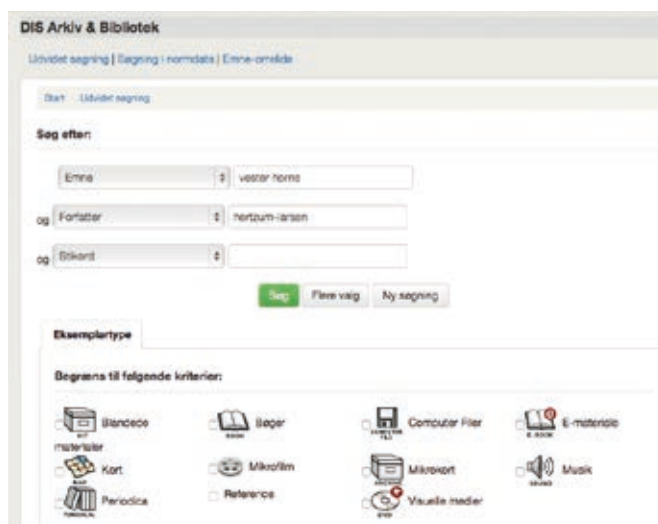 DIS Arkiv & Bibliotek
Udvidet søgning | Søgning i normdata | Emne-område
Start Udvidet søgning
Søg efter:
Emne vester horne
og Forfatter hertzum-larsen
og Stikord
Søg Flere valg Ny søgning
Eksemplartype
Begræns til følgende kriterier:
Blandede materialer Bøger Computer Filer E-materiale
Kort Mikrofilm Mikrokort Musik
Periodica Reference Visuelle medier